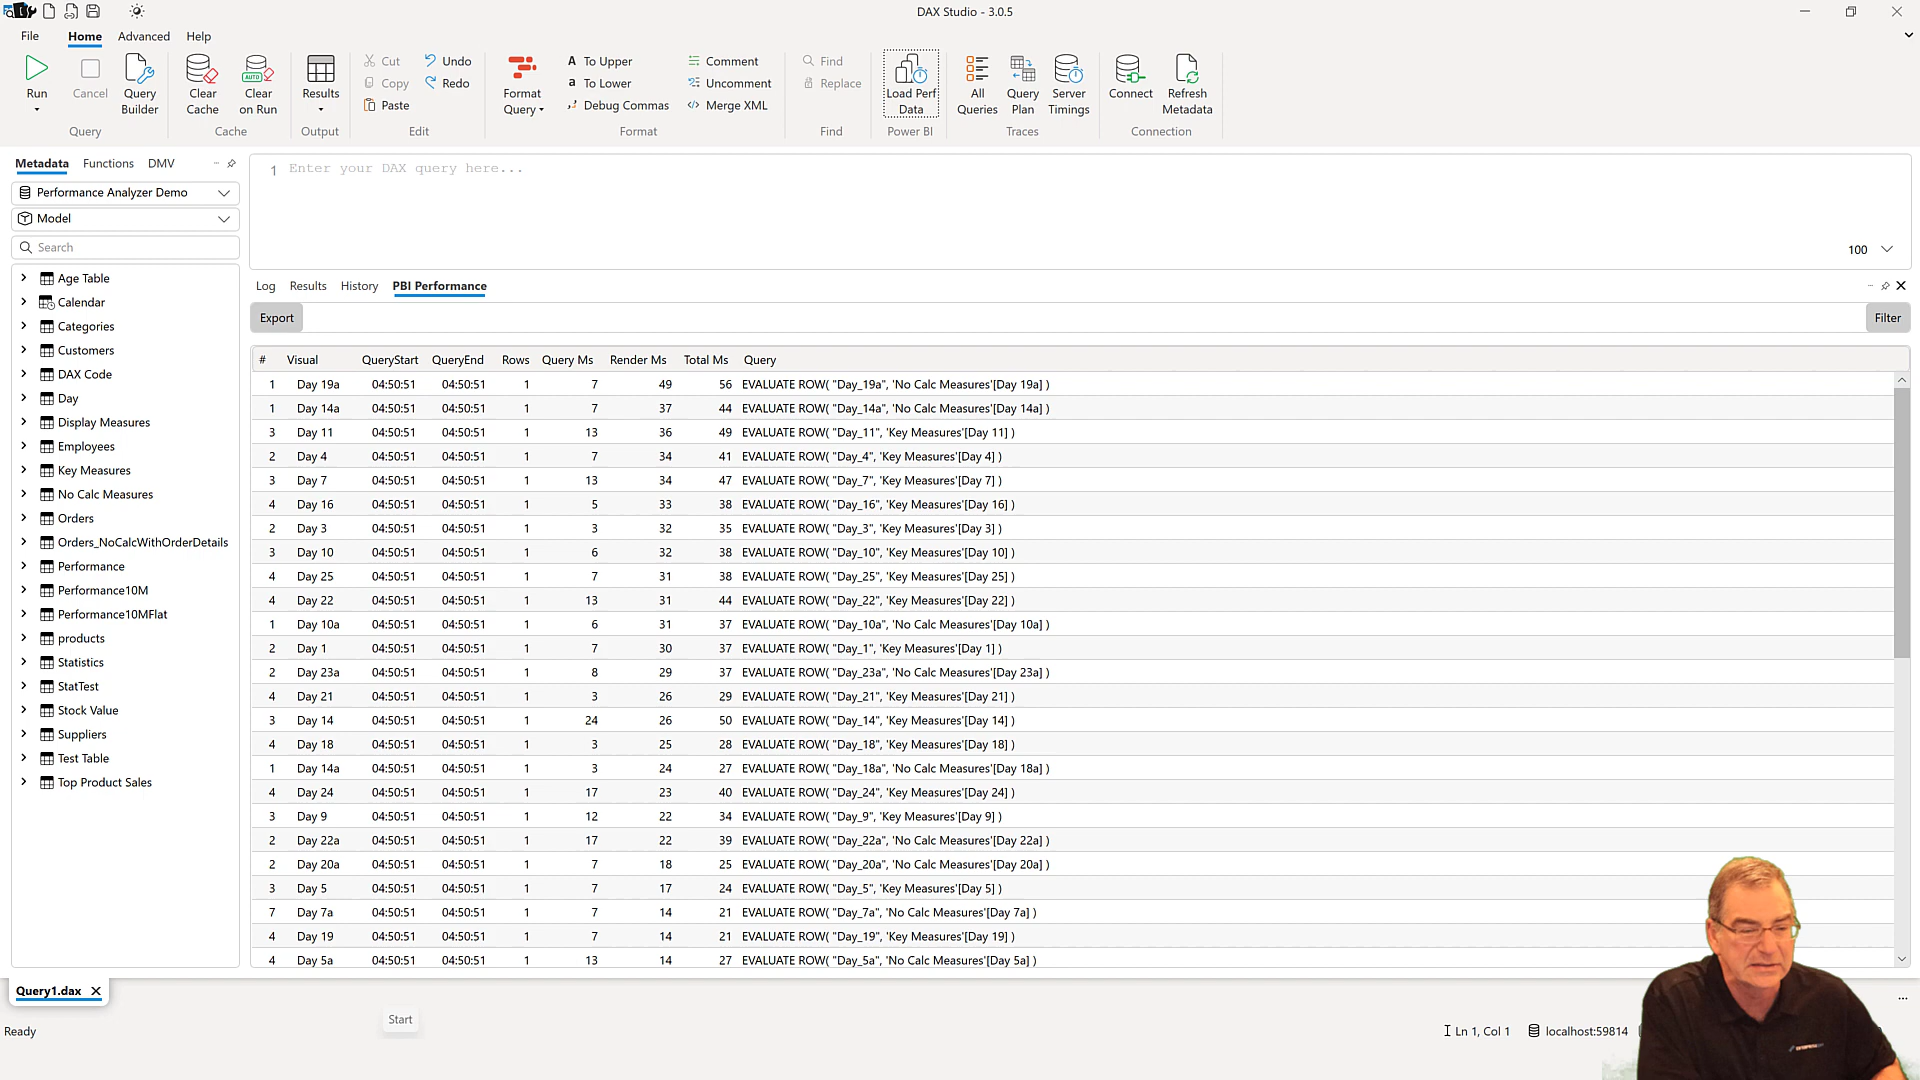 DAX Studio - 3.0.5
File Home Advanced Help
Run
Cancel
Query Builder
Query
Clear Cache
Clear on Run
AUTO
Cache
Results
Output
Cut
Copy
Paste
Undo
Redo
Edit
Format Query
A To Upper
a To Lower
Debug Commas
Comment
Uncomment
Merge XML
Format
Find
Replace
Find
Load Perf Data
Power BI
All Queries
Query Plan
Server Timings
Traces
Connect
Refresh Metadata
Connection
Metadata Functions DMV
Performance Analyzer Demo
Model
Search
Age Table
Calendar
Categories
Customers
DAX Code
Day
Display Measures
Employees
Key Measures
No Calc Measures
Orders
Orders_NoCalcWithOrderDetails
Performance
Performance10M
Performance10MFlat
products
Statistics
StatTest
Stock Value
Suppliers
Test Table
Top Product Sales
1 Enter your DAX query here...
100
Log Results History PBI Performance
Export
Filter
# Visual QueryStart QueryEnd Rows Query Ms Render Ms Total Ms Query
1 Day 19a 04:50:51 04:50:51 1 7 49 56 EVALUATE ROW( "Day_19a", 'No Calc Measures'[Day 19a] )
1 Day 14a 04:50:51 04:50:51 1 7 37 44 EVALUATE ROW( "Day_14a", 'No Calc Measures'[Day 14a] )
3 Day 11 04:50:51 04:50:51 1 13 36 49 EVALUATE ROW( "Day_11", 'Key Measures'[Day 11] )
2 Day 4 04:50:51 04:50:51 1 7 34 41 EVALUATE ROW( "Day_4", 'Key Measures'[Day 4] )
3 Day 7 04:50:51 04:50:51 1 13 34 47 EVALUATE ROW( "Day_7", 'Key Measures'[Day 7] )
4 Day 16 04:50:51 04:50:51 1 5 33 38 EVALUATE ROW( "Day_16", 'Key Measures'[Day 16] )
2 Day 3 04:50:51 04:50:51 1 3 32 35 EVALUATE ROW( "Day_3", 'Key Measures'[Day 3] )
3 Day 10 04:50:51 04:50:51 1 6 32 38 EVALUATE ROW( "Day_10", 'Key Measures'[Day 10] )
4 Day 25 04:50:51 04:50:51 1 7 31 38 EVALUATE ROW( "Day_25", 'Key Measures'[Day 25] )
4 Day 22 04:50:51 04:50:51 1 13 31 44 EVALUATE ROW( "Day_22", 'Key Measures'[Day 22] )
1 Day 10a 04:50:51 04:50:51 1 6 31 37 EVALUATE ROW( "Day_10a", 'No Calc Measures'[Day 10a] )
2 Day 1 04:50:51 04:50:51 1 7 30 37 EVALUATE ROW( "Day_1", 'Key Measures'[Day 1] )
2 Day 23a 04:50:51 04:50:51 1 8 29 37 EVALUATE ROW( "Day_23a", 'No Calc Measures'[Day 23a] )
4 Day 21 04:50:51 04:50:51 1 3 26 29 EVALUATE ROW( "Day_21", 'Key Measures'[Day 21] )
3 Day 14 04:50:51 04:50:51 1 24 26 50 EVALUATE ROW( "Day_14", 'Key Measures'[Day 14] )
4 Day 18 04:50:51 04:50:51 1 3 25 28 EVALUATE ROW( "Day_18", 'Key Measures'[Day 18] )
1 Day 14a 04:50:51 04:50:51 1 3 24 27 EVALUATE ROW( "Day_18a", 'No Calc Measures'[Day 18a] )
4 Day 24 04:50:51 04:50:51 1 17 23 40 EVALUATE ROW( "Day_24", 'Key Measures'[Day 24] )
3 Day 9 04:50:51 04:50:51 1 12 22 34 EVALUATE ROW( "Day_9", 'Key Measures'[Day 9] )
2 Day 22a 04:50:51 04:50:51 1 17 22 39 EVALUATE ROW( "Day_22a", 'No Calc Measures'[Day 22a] )
2 Day 20a 04:50:51 04:50:51 1 7 18 25 EVALUATE ROW( "Day_20a", 'No Calc Measures'[Day 20a] )
3 Day 5 04:50:51 04:50:51 1 7 17 24 EVALUATE ROW( "Day_5", 'Key Measures'[Day 5] )
7 Day 7a 04:50:51 04:50:51 1 7 14 21 EVALUATE ROW( "Day_7a", 'No Calc Measures'[Day 7a] )
4 Day 19 04:50:51 04:50:51 1 7 14 21 EVALUATE ROW( "Day_19", 'Key Measures'[Day 19] )
4 Day 5a 04:50:51 04:50:51 1 13 14 27 EVALUATE ROW( "Day_5a", 'No Calc Measures'[Day 5a] )
Query1.dax
Start
Ready
Ln 1, Col 1 localhost:59814